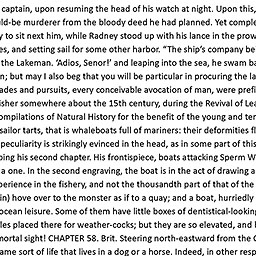 captain, upon resuming the head of his watch at night. Upon this,
uld-be murderer from the bloody deed he had planned. Yet comple
y to sit next him, while Radney stood up with his lance in the prow
es, and setting sail for some other harbor. “The ship’s company be
the Lakeman. ‘Adios, Senor!’ and leaping into the sea, he swam ba
n; but may I also beg that you will be particular in procuring the la
ades and pursuits, every conceivable avocation of man, were prefi
isher somewhere about the 15th century, during the Revival of Lea
ompilations of Natural History for the benefit of the young and ten
sailor tarts, that is whaleboats full of mariners: their deformities fl
peculiarity is strikingly evinced in the head, as in some part of this
ping his second chapter. His frontispiece, boats attacking Sperm W
a one. In the second engraving, the boat is in the act of drawing a
perience in the fishery, and not the thousandth part of that of the
in) have over to the monster as if to a quay; and a boat, hurriedly
ocean leisure. Some of them have little boxes of dentistical-looking
les placed there for weather-cocks; but they are so elevated, and b
mortal sight! CHAPTER 58. Brit. Steering north-eastward from the C
ame sort of life that lives in a dog or a horse. Indeed, in other resp